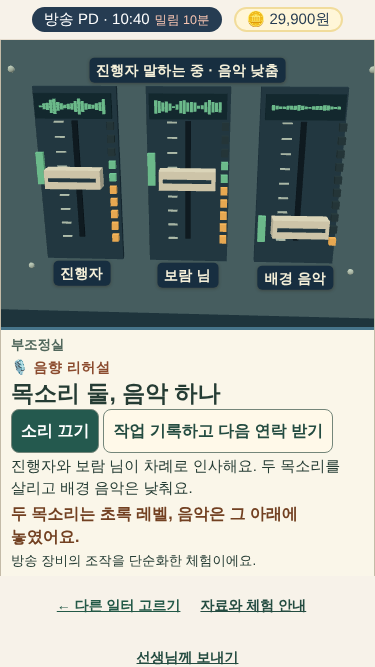 방송 PD · 10:40 밀림 10분
29,900원
진행자 말하는 중 · 음악 낮춤
진행자
보람 님
배경 음악
부조정실
음향 리허설
목소리 둘, 음악 하나
소리 끄기
작업 기록하고 다음 연락 받기
진행자와 보람 님이 차례로 인사해요. 두 목소리를
살리고 배경 음악은 낮춰요.
두 목소리는 초록 레벨, 음악은 그 아래에
놓였어요.
방송 장비의 조작을 단순화한 체험이에요.
← 다른 일터 고르기
자료와 체험 안내
선생님께 보내기